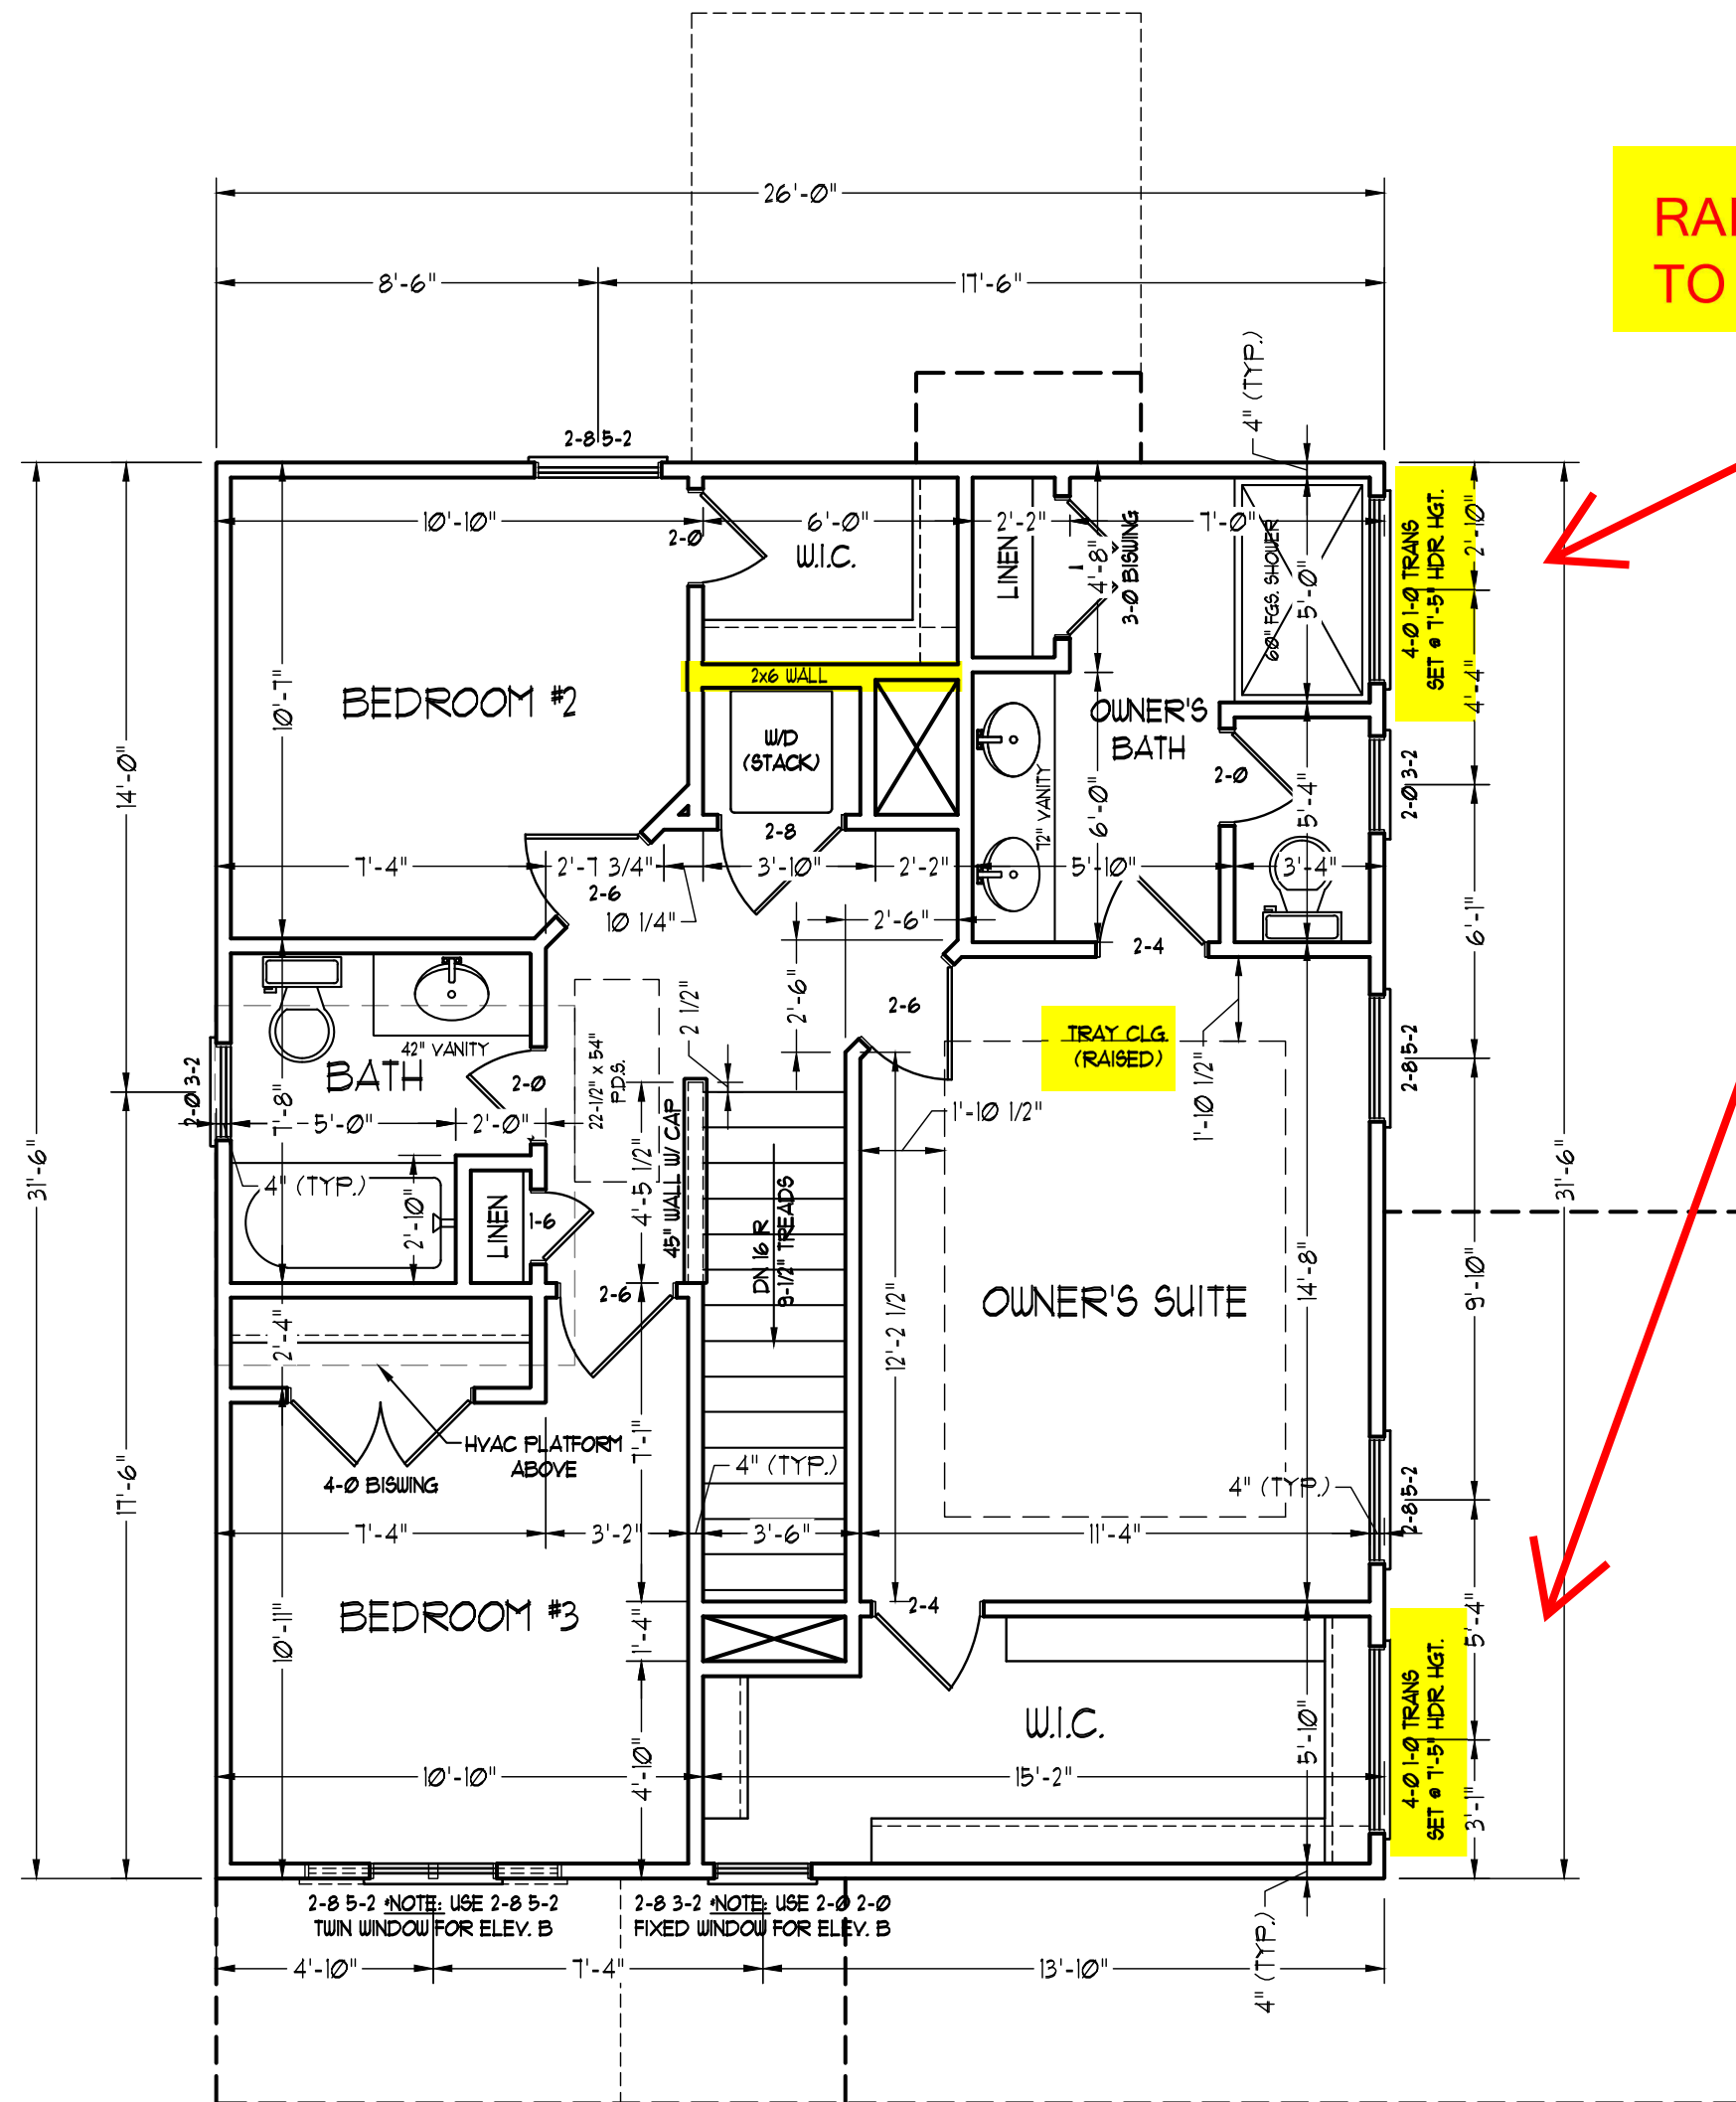 26'-0"
RAI
TO
8'-6"
17'-6"
4" (TYP.)
2-8 5-2
10'-10"
6'-0"
2'-2"
7'-0"
2-0
W.I.C.
LINEN
4'-8"
3-0 BISWING
60" FGS. SHOWER
5'-0"
4-0 1-0 TRANS
SET @ 7'-5" HDR. HGT.
2'-10"
4'-4"
2x6 WALL
10'-7"
BEDROOM #2
OWNER'S
BATH
W/D
(STACK)
14'-0"
72" VANITY
6'-0"
2-0
5'-4"
2-0 3-2
2-8
7'-4"
2'-7 3/4"
3'-10"
2'-2"
5'-10"
3'-4"
2-6
10 1/4"
2'-6"
2-4
6'-1"
2'-6"
2 1/2"
2-6
TRAY CLG.
(RAISED)
1'-10 1/2"
2-8 5-2
42" VANITY
BATH
2-0
22-1/2" x 54"
P.D.S.
2-0 3-2
7'-8"
5'-0"
2'-0"
1'-10 1/2"
31'-6"
31'-6"
4" (TYP.)
2'-10"
LINEN
1-6
4'-5 1/2"
45" WALL W/ CAP
DN 16 R
9-1/2" TREADS
2-6
OWNER'S SUITE
14'-8"
9'-10"
12'-2 1/2"
2'-4"
HVAC PLATFORM
ABOVE
7'-1"
4-0 BISWING
4" (TYP.)
4" (TYP.)
2-8 5-2
17'-6"
7'-4"
3'-2"
3'-6"
11'-4"
BEDROOM #3
10'-11"
1'-4"
2-4
5'-4"
4-0 1-0 TRANS
SET @ 7'-5" HDR. HGT.
W.I.C.
5'-10"
10'-10"
4'-10"
15'-2"
3'-1"
2-8 5-2 *NOTE: USE 2-8 5-2
TWIN WINDOW FOR ELEV. B
2-8 3-2 *NOTE: USE 2-0 2-0
FIXED WINDOW FOR ELEV. B
4" (TYP.)
4'-10"
7'-4"
13'-10"